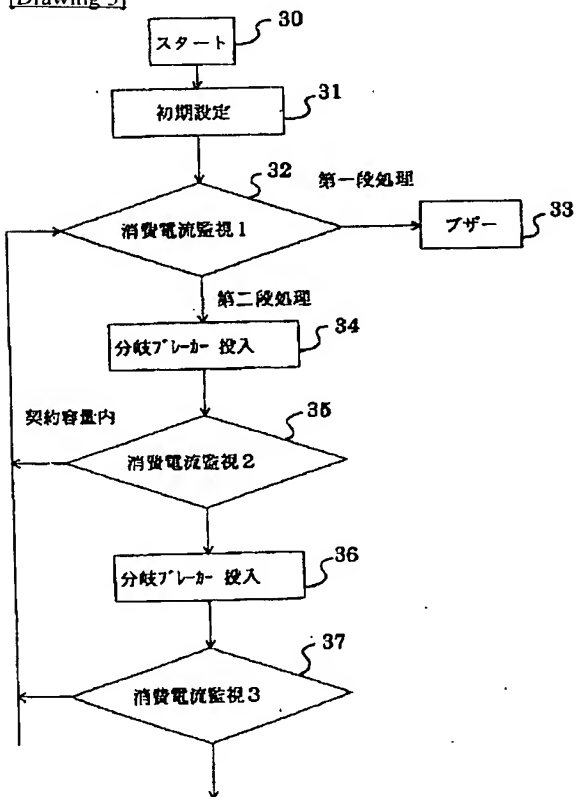 [Drawing 3]
スタート
30
初期設定
31
32
第一段処理
消費電流監視1
ブザー
33
第二段処理
34
分岐ブレーカー 投入
35
契約容量内
消費電流監視2
36
分岐ブレーカー 投入
37
消費電流監視3